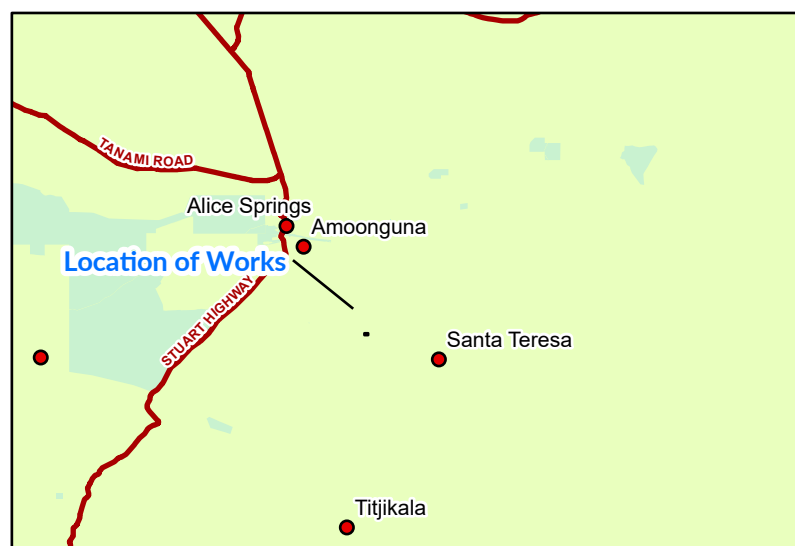 TANAMI ROAD
Alice Springs
Amoonguna
Location of Works
STUART HIGHWAY
Santa Teresa
Titjikala